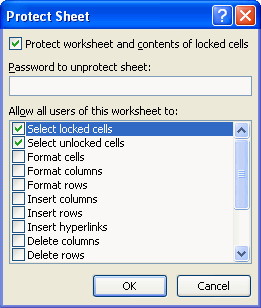 Protect Sheet
Protect worksheet and contents of locked cells
Password to unprotect sheet:
Allow all users of this worksheet to:
Select locked cells
Select unlocked cells
Format cells
Format columns
Format rows
Insert columns
Insert rows
Insert hyperlinks
Delete columns
Delete rows
OK Cancel